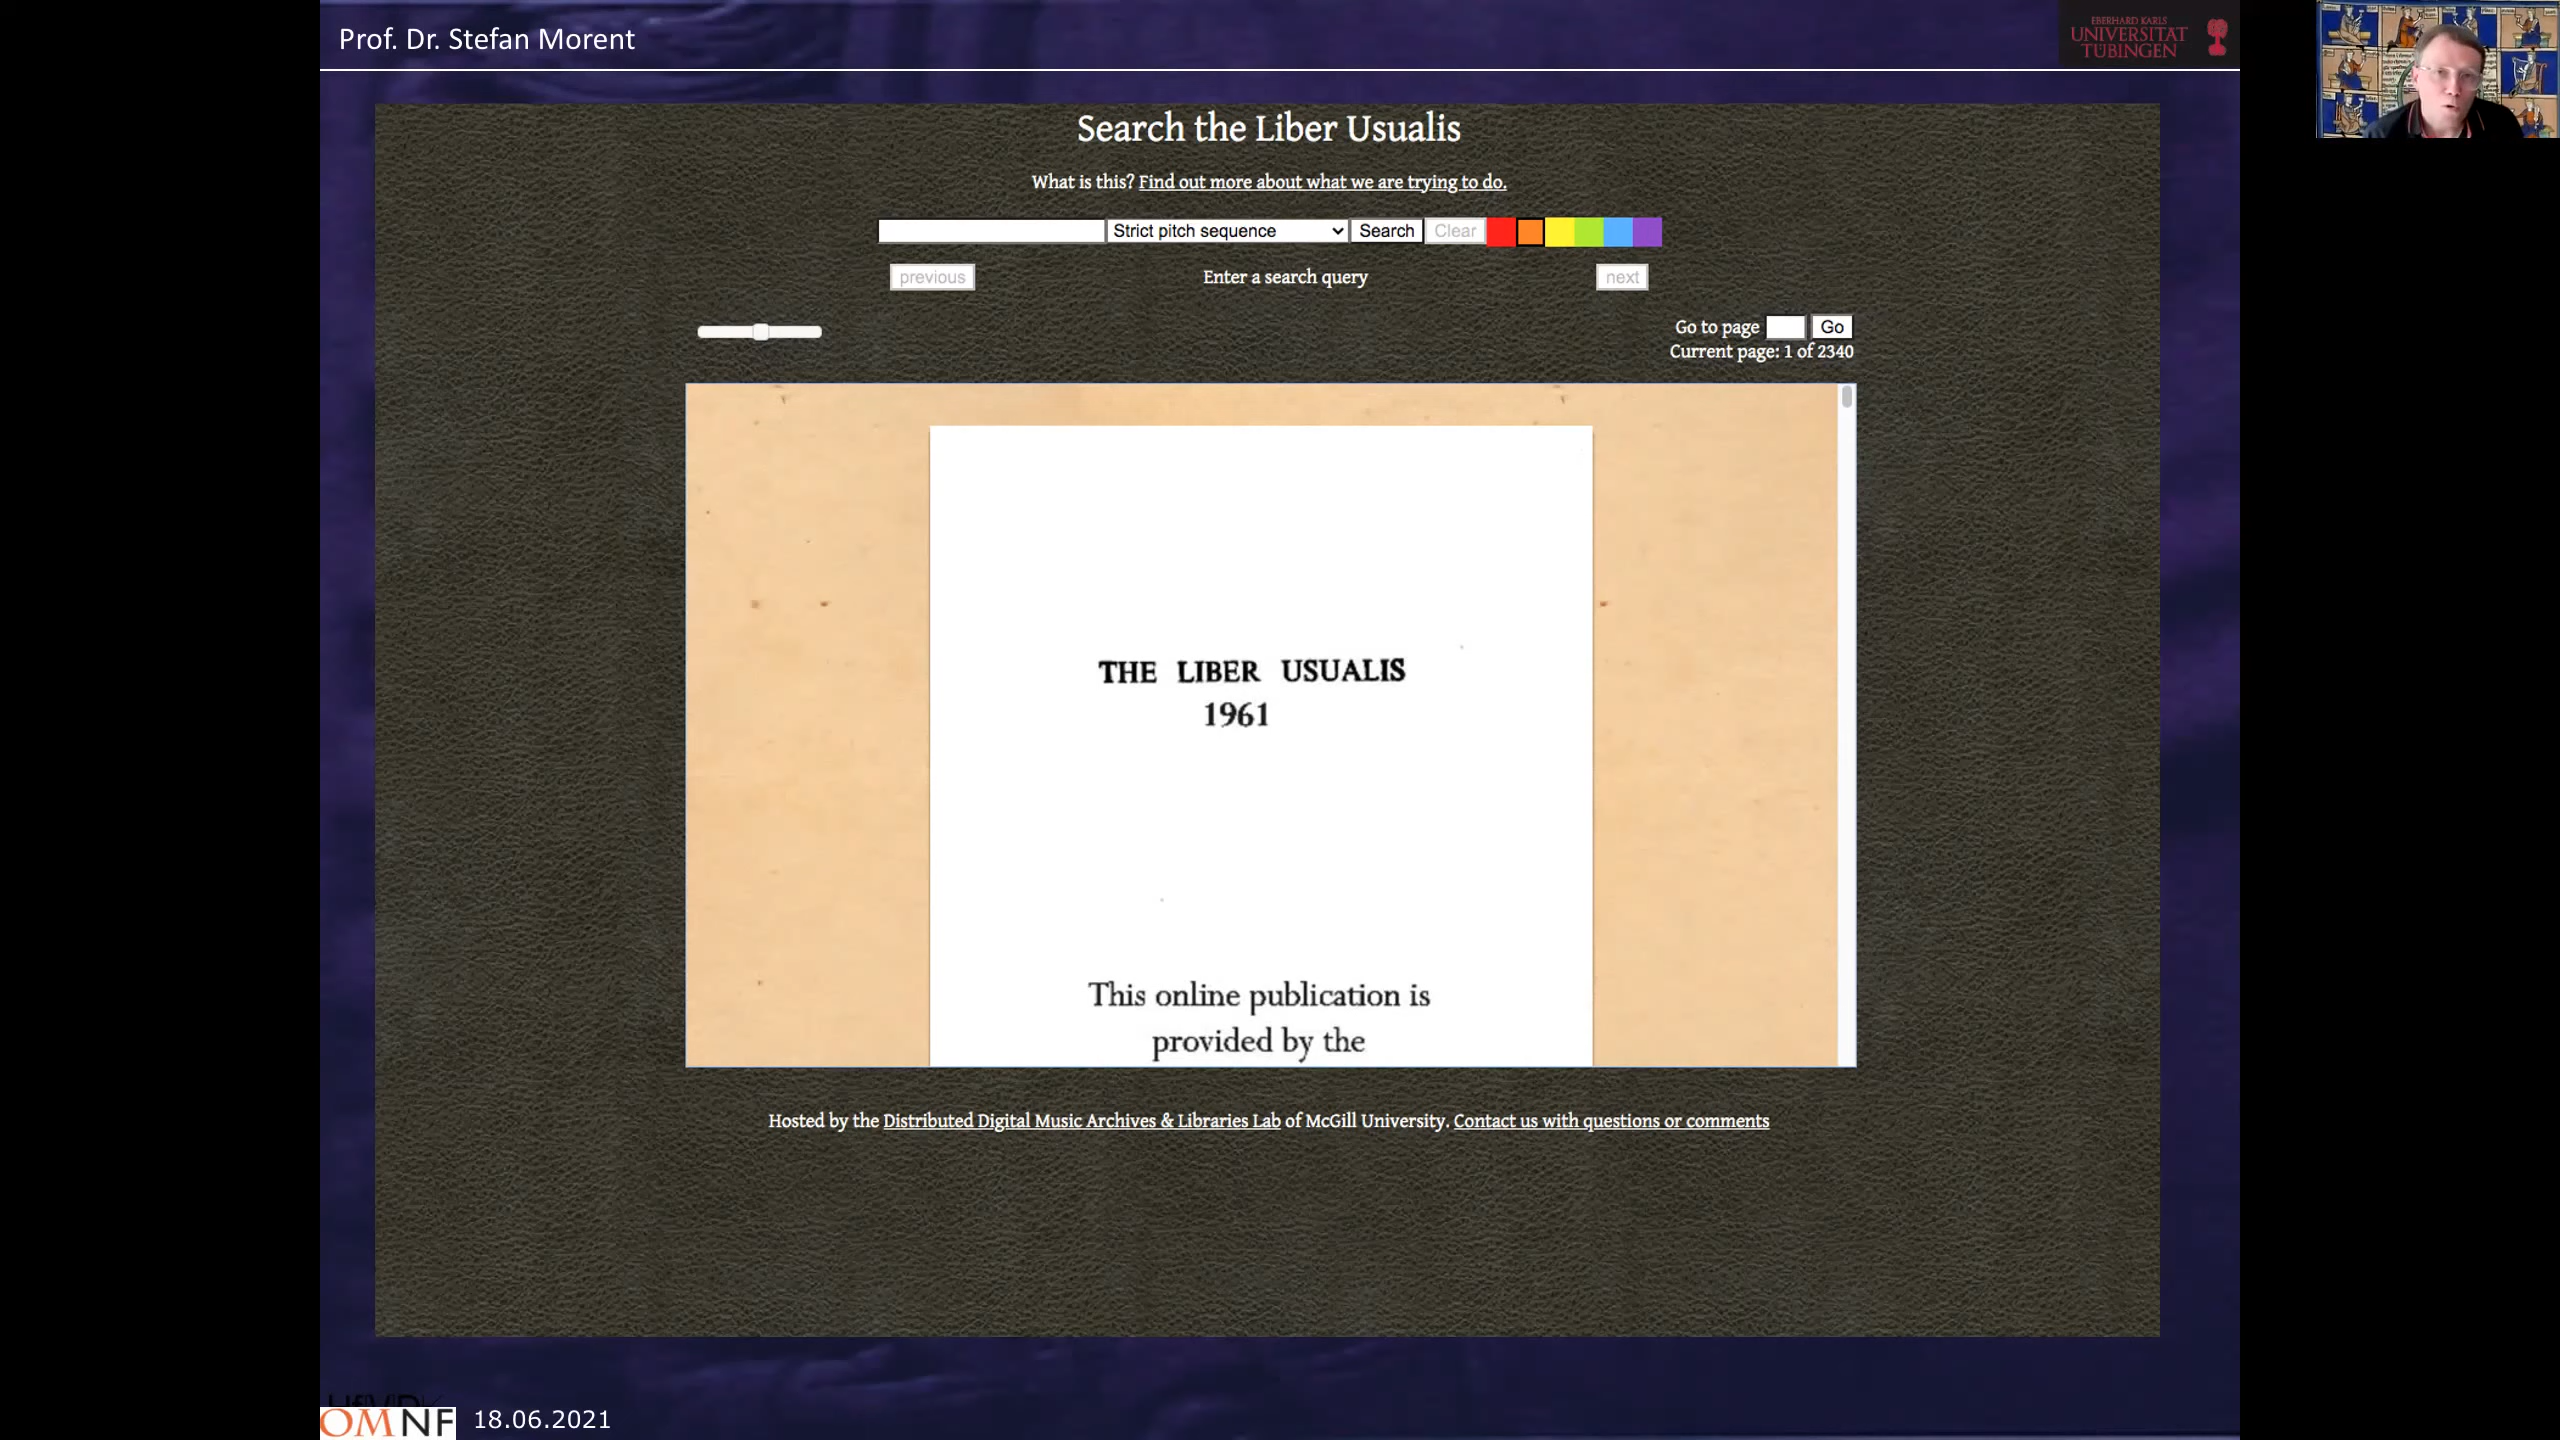 Prof. Dr. Stefan Morent
EBERHARD KARLS
UNIVERSITÄT
TÜBINGEN
Search the Liber Usualis
What is this? Find out more about what we are trying to do.
Strict pitch sequence Search Clear
previous Enter a search query next
Go to page Go
Current page: 1 of 2340
THE LIBER USUALIS
1961
This online publication is
provided by the
Hosted by the Distributed Digital Music Archives & Libraries Lab of McGill University. Contact us with questions or comments
OMNF 18.06.2021